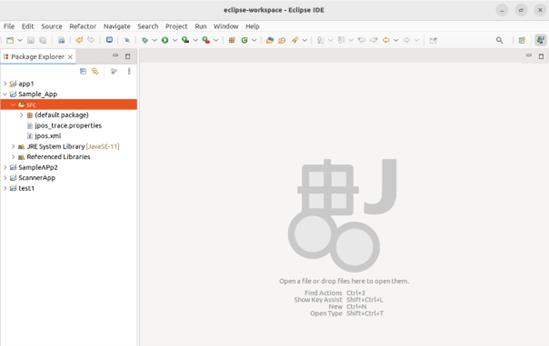 eclipse-workspace - Eclipse IDE
File Edit Source Refactor Navigate Search Project Run Window Help
Package Explorer
app1
Sample_App
src
(default package)
jpos_trace.properties
jpos.xml
JRE System Library [JavaSE-11]
Referenced Libraries
SampleAPp2
ScannerApp
test1
Open a file or drop files here to open them.
Find Actions Ctrl+3
Show Key Assist Shift+Ctrl+L
New Ctrl+N
Open Type Shift+Ctrl+T